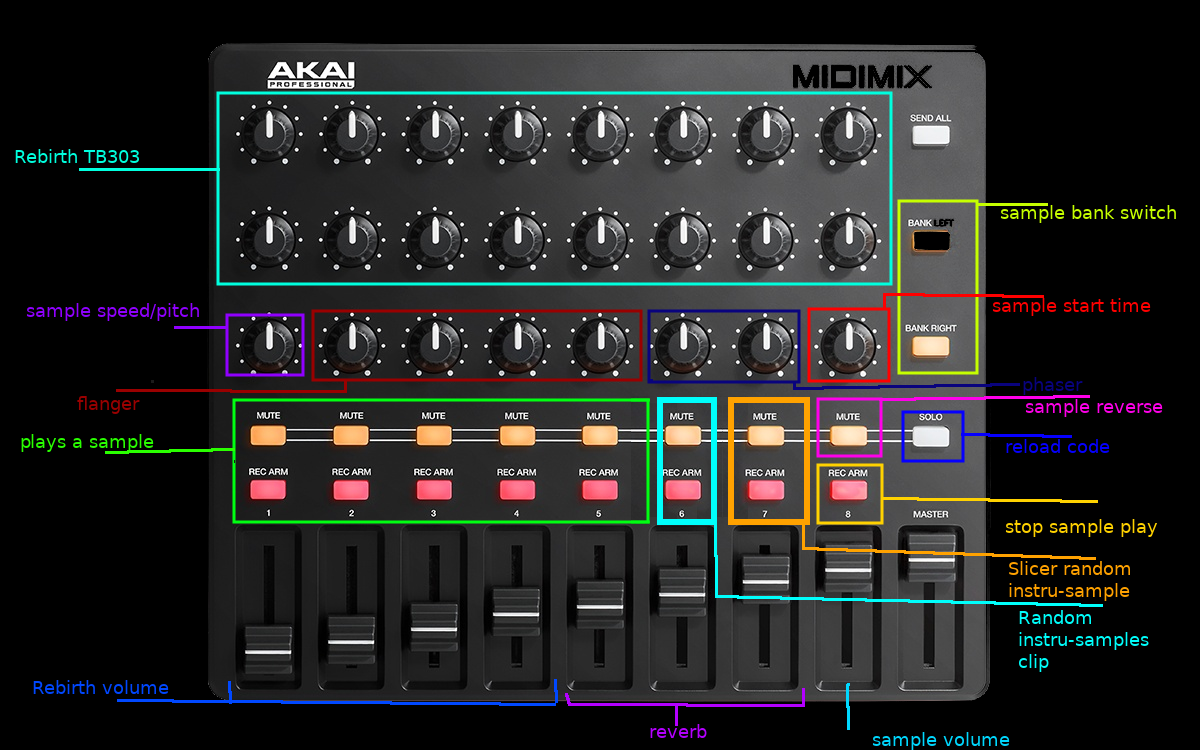 AKAI
PROFESSIONAL
MIDIMIX
SEND ALL
Rebirth TB303
sample bank switch
BANK LEFT
sample speed/pitch
sample start time
BANK RIGHT
phaser
flanger
sample reverse
MUTE MUTE MUTE MUTE MUTE MUTE MUTE MUTE SOLO
plays a sample
reload code
REC ARM REC ARM REC ARM REC ARM REC ARM REC ARM REC ARM REC ARM
1 2 3 4 5 6 7 8 MASTER
stop sample play
Slicer random
instru-sample
Random
instru-samples
clip
Rebirth volume
reverb
sample volume